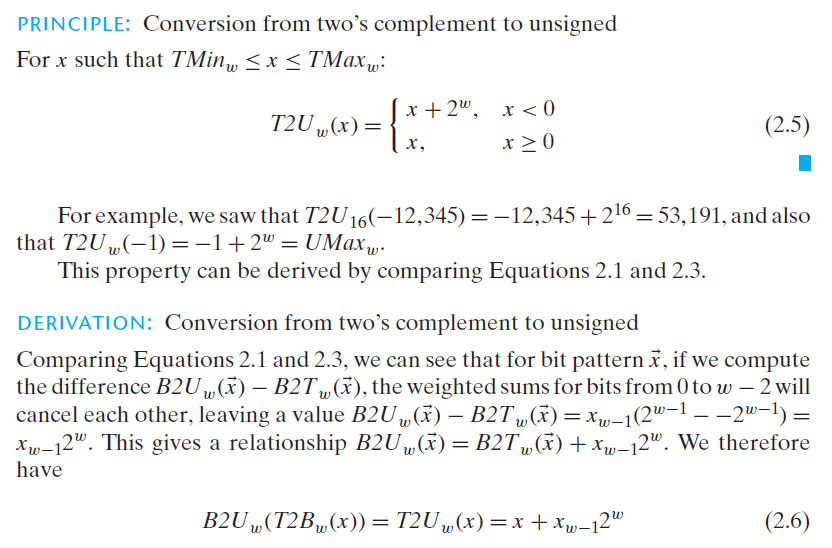 PRINCIPLE: Conversion from two's complement to unsigned
For x such that TMin_w ≤ x ≤ TMax_w:
T2U_w(x) = { x + 2^w, x < 0
x, x ≥ 0
(2.5)
For example, we saw that T2U_16(−12,345) = −12,345 + 2^16 = 53,191, and also
that T2U_w(−1) = −1 + 2^w = UMax_w.
This property can be derived by comparing Equations 2.1 and 2.3.
DERIVATION: Conversion from two's complement to unsigned
Comparing Equations 2.1 and 2.3, we can see that for bit pattern x⃗, if we compute
the difference B2U_w(x⃗) − B2T_w(x⃗), the weighted sums for bits from 0 to w − 2 will
cancel each other, leaving a value B2U_w(x⃗) − B2T_w(x⃗) = x_{w−1}(2^{w−1} − −2^{w−1}) =
x_{w−1}2^w. This gives a relationship B2U_w(x⃗) = B2T_w(x⃗) + x_{w−1}2^w. We therefore
have
B2U_w(T2B_w(x)) = T2U_w(x) = x + x_{w−1}2^w (2.6)